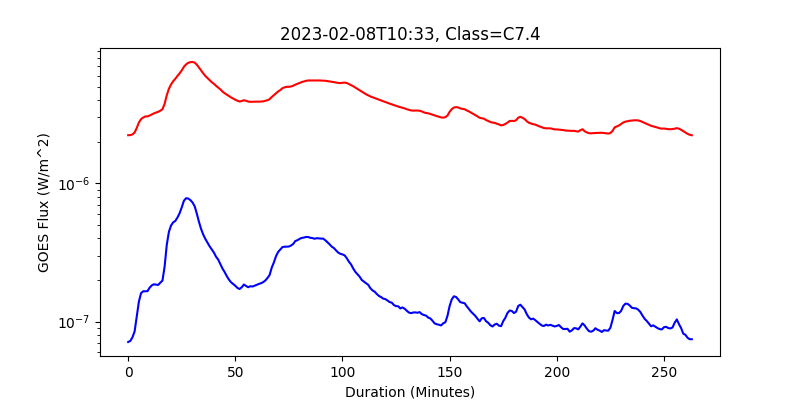 2023-02-08T10:33, Class=C7.4
GOES Flux (W/m^2)
10⁻⁶
10⁻⁷
0 50 100 150 200 250
Duration (Minutes)